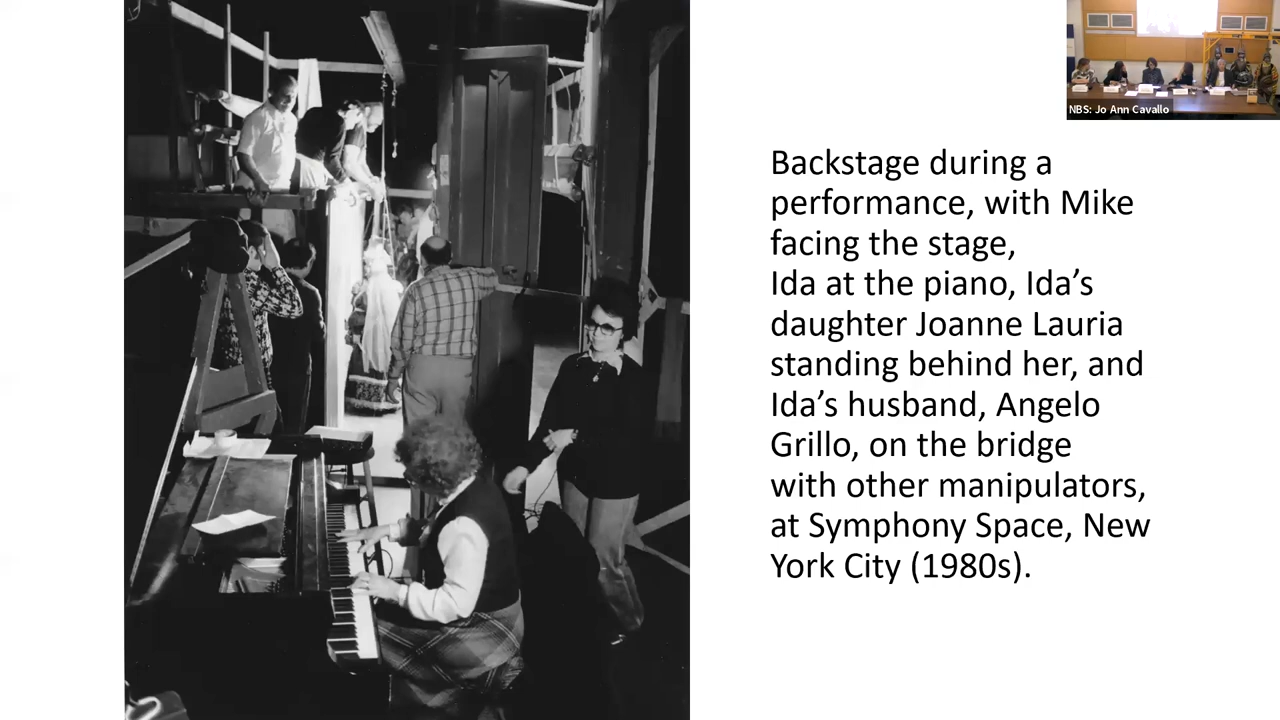 NBS: Jo Ann Cavallo
Backstage during a
performance, with Mike
facing the stage,
Ida at the piano, Ida’s
daughter Joanne Lauria
standing behind her, and
Ida’s husband, Angelo
Grillo, on the bridge
with other manipulators,
at Symphony Space, New
York City (1980s).